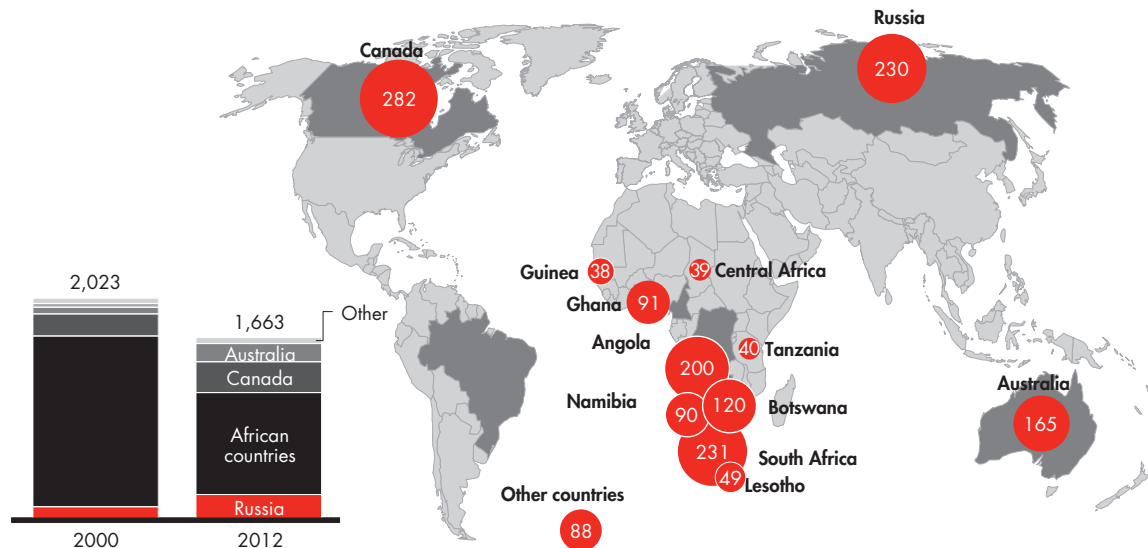 Russia
230
Canada
282
Guinea
38
39
Central Africa
Ghana
91
Angola
200
40
Tanzania
Namibia
90
120
Botswana
231
South Africa
49
Lesotho
Australia
165
Other countries
88
2,023
1,663
Other
Australia
Canada
African
countries
Russia
2000
2012